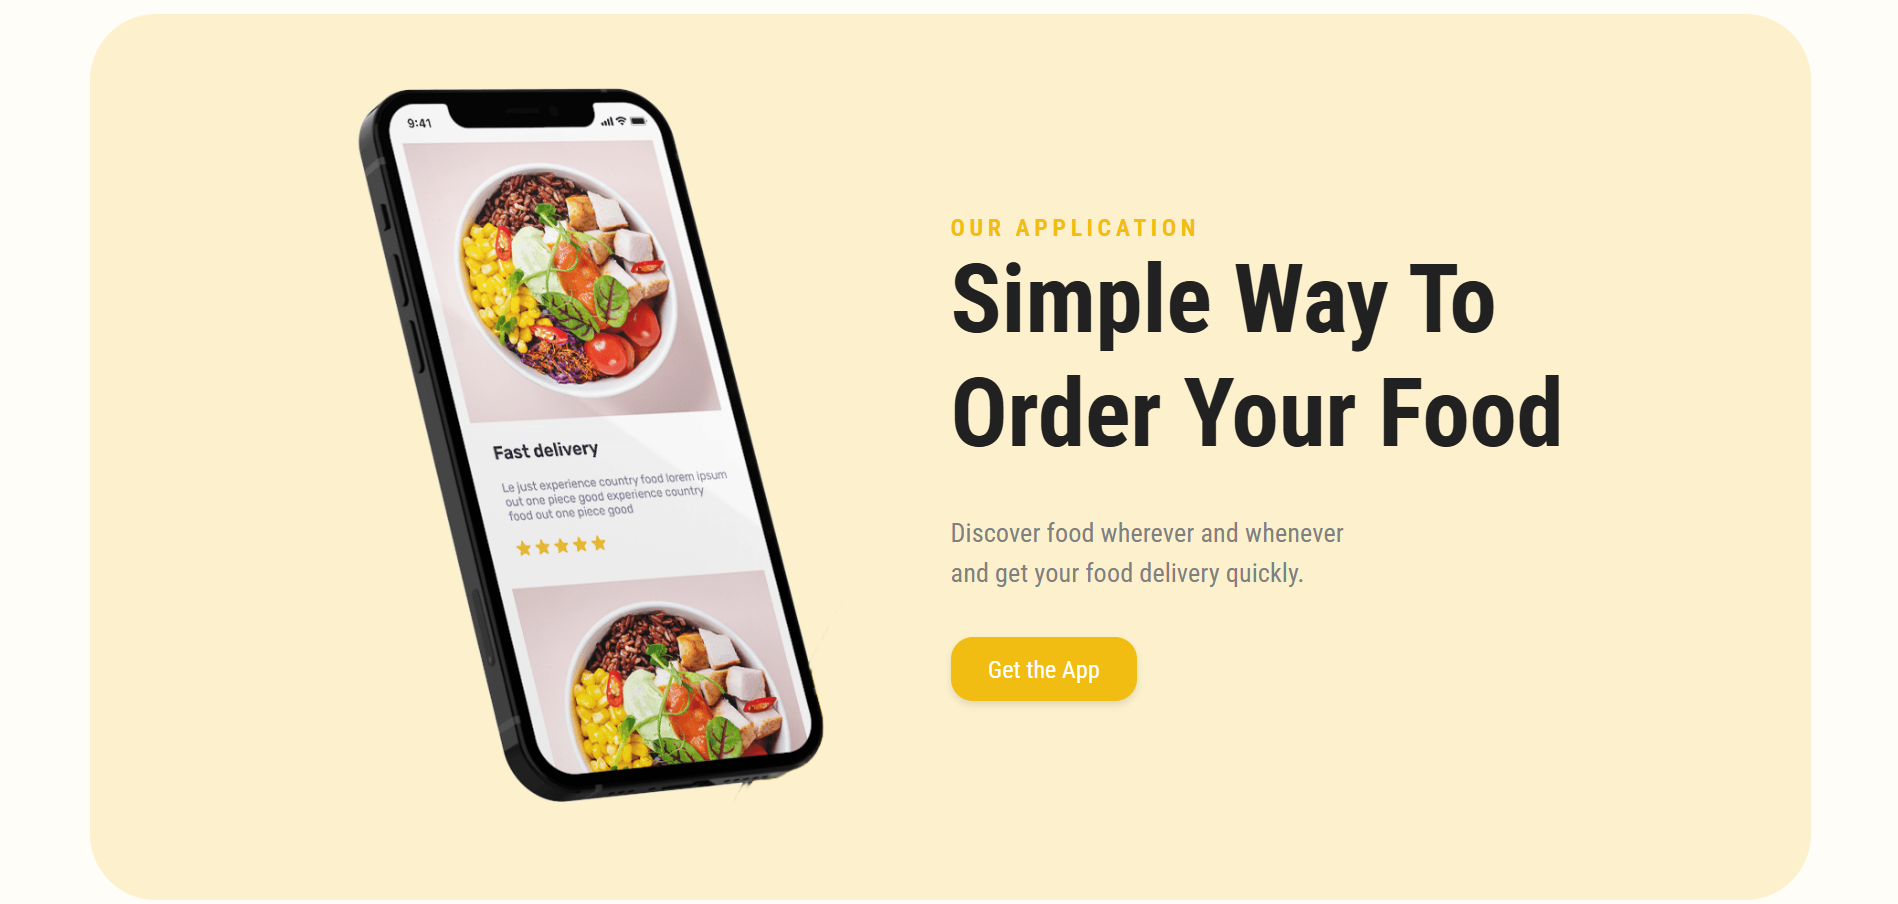 9:41
Fast delivery
Le just experience country food lorem ipsum
out one piece good experience country
food out one piece good
OUR APPLICATION
Simple Way To
Order Your Food
Discover food wherever and whenever
and get your food delivery quickly.
Get the App